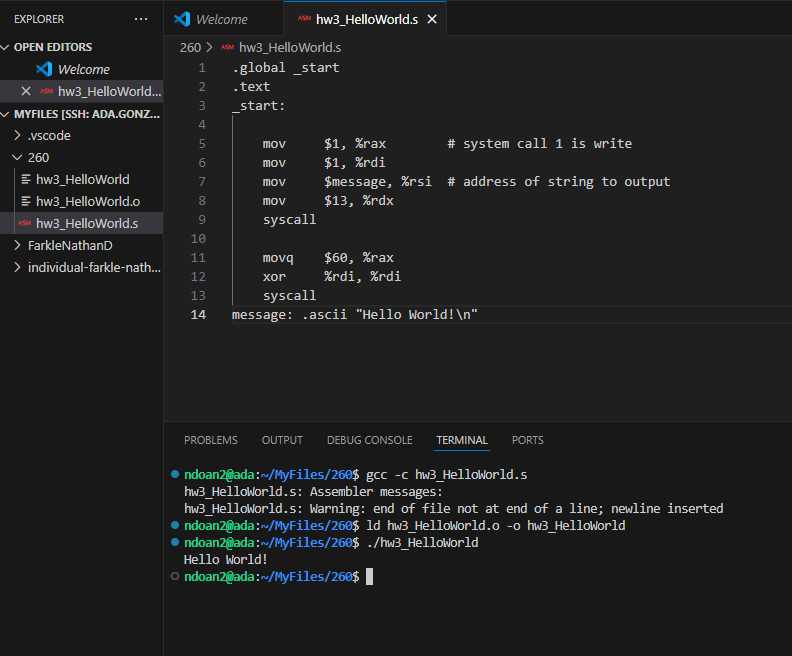 EXPLORER ···
OPEN EDITORS
Welcome
ASM hw3_HelloWorld...
MYFILES [SSH: ADA.GONZ...
.vscode
260
hw3_HelloWorld
hw3_HelloWorld.o
ASM hw3_HelloWorld.s
FarkleNathanD
individual-farkle-nath...
Welcome ASM hw3_HelloWorld.s
260 > ASM hw3_HelloWorld.s
1 .global _start
2 .text
3 _start:
4
5 mov $1, %rax # system call 1 is write
6 mov $1, %rdi
7 mov $message, %rsi # address of string to output
8 mov $13, %rdx
9 syscall
10
11 movq $60, %rax
12 xor %rdi, %rdi
13 syscall
14 message: .ascii "Hello World!\n"
PROBLEMS OUTPUT DEBUG CONSOLE TERMINAL PORTS
ndoan2@ada:~/MyFiles/260$ gcc -c hw3_HelloWorld.s
hw3_HelloWorld.s: Assembler messages:
hw3_HelloWorld.s: Warning: end of file not at end of a line; newline inserted
ndoan2@ada:~/MyFiles/260$ ld hw3_HelloWorld.o -o hw3_HelloWorld
ndoan2@ada:~/MyFiles/260$ ./hw3_HelloWorld
Hello World!
ndoan2@ada:~/MyFiles/260$